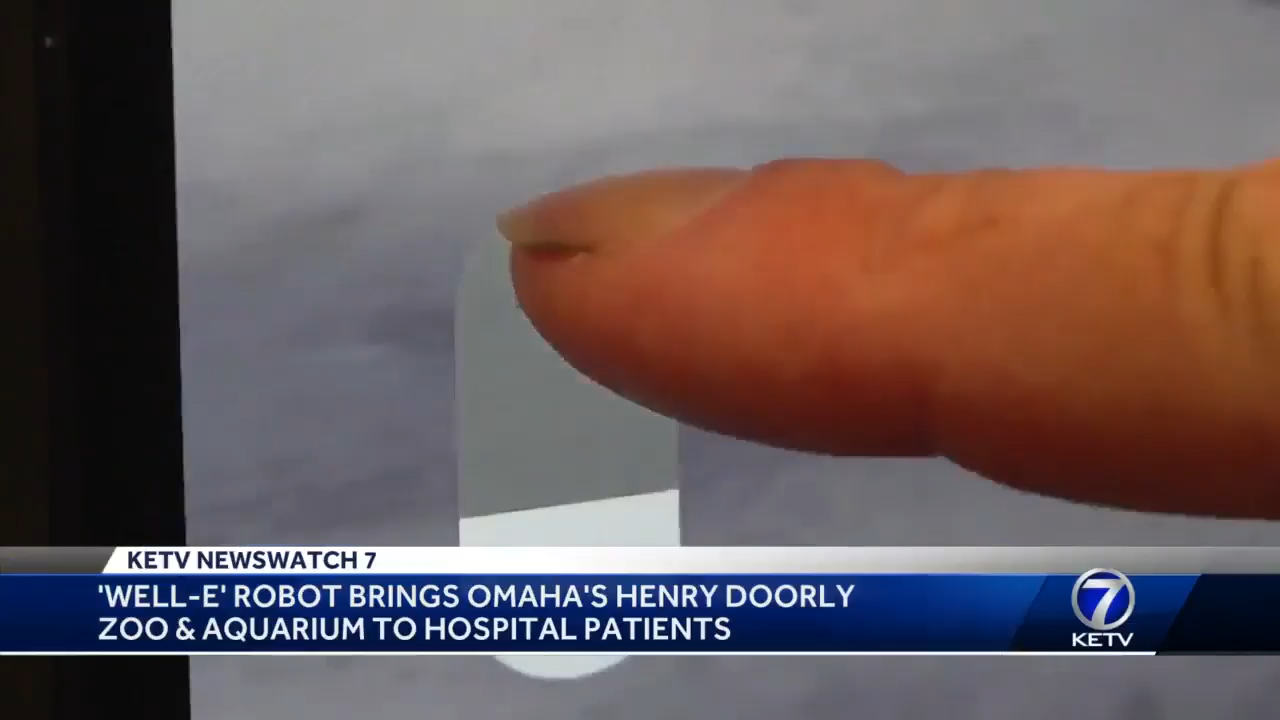 KETV NEWSWATCH 7
'WELL-E' ROBOT BRINGS OMAHA'S HENRY DOORLY
ZOO & AQUARIUM TO HOSPITAL PATIENTS
7
KETV